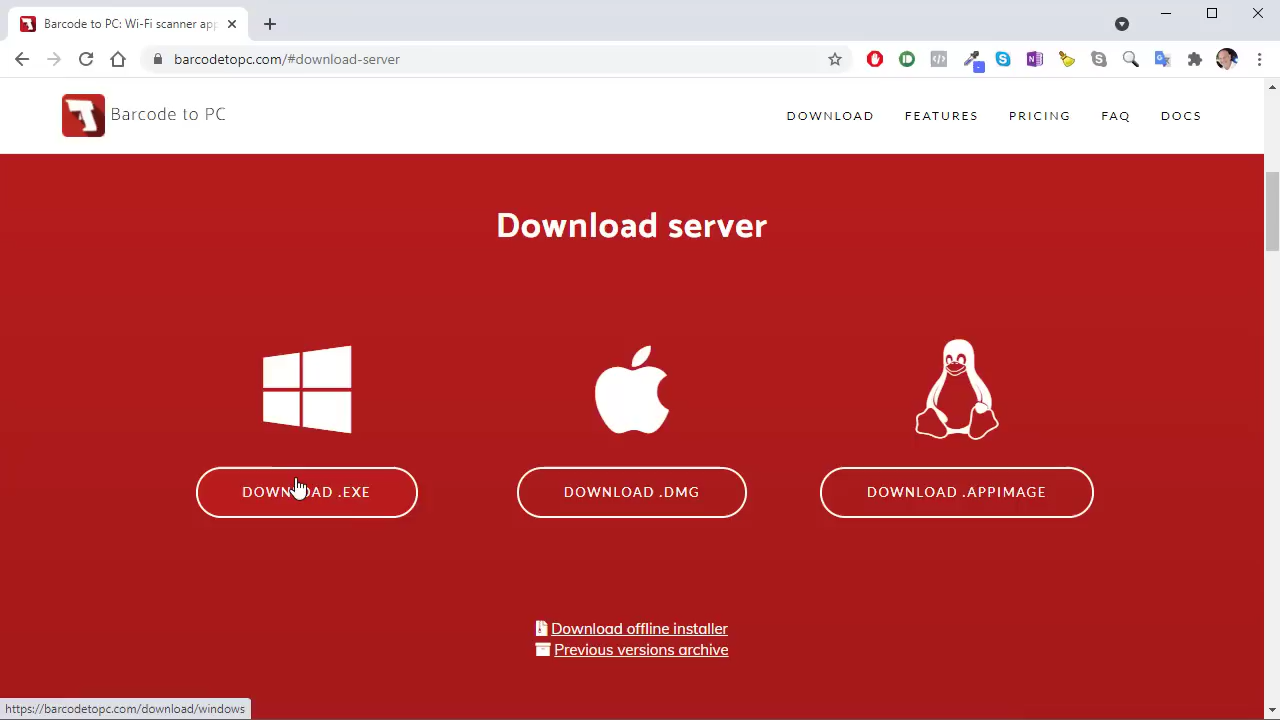 Barcode to PC: Wi-Fi scanner app
barcodetopc.com/#download-server
Barcode to PC
DOWNLOAD
FEATURES
PRICING
FAQ
DOCS
Download server
DOWNLOAD .EXE
DOWNLOAD .DMG
DOWNLOAD .APPIMAGE
Download offline installer
Previous versions archive
https://barcodetopc.com/download/windows